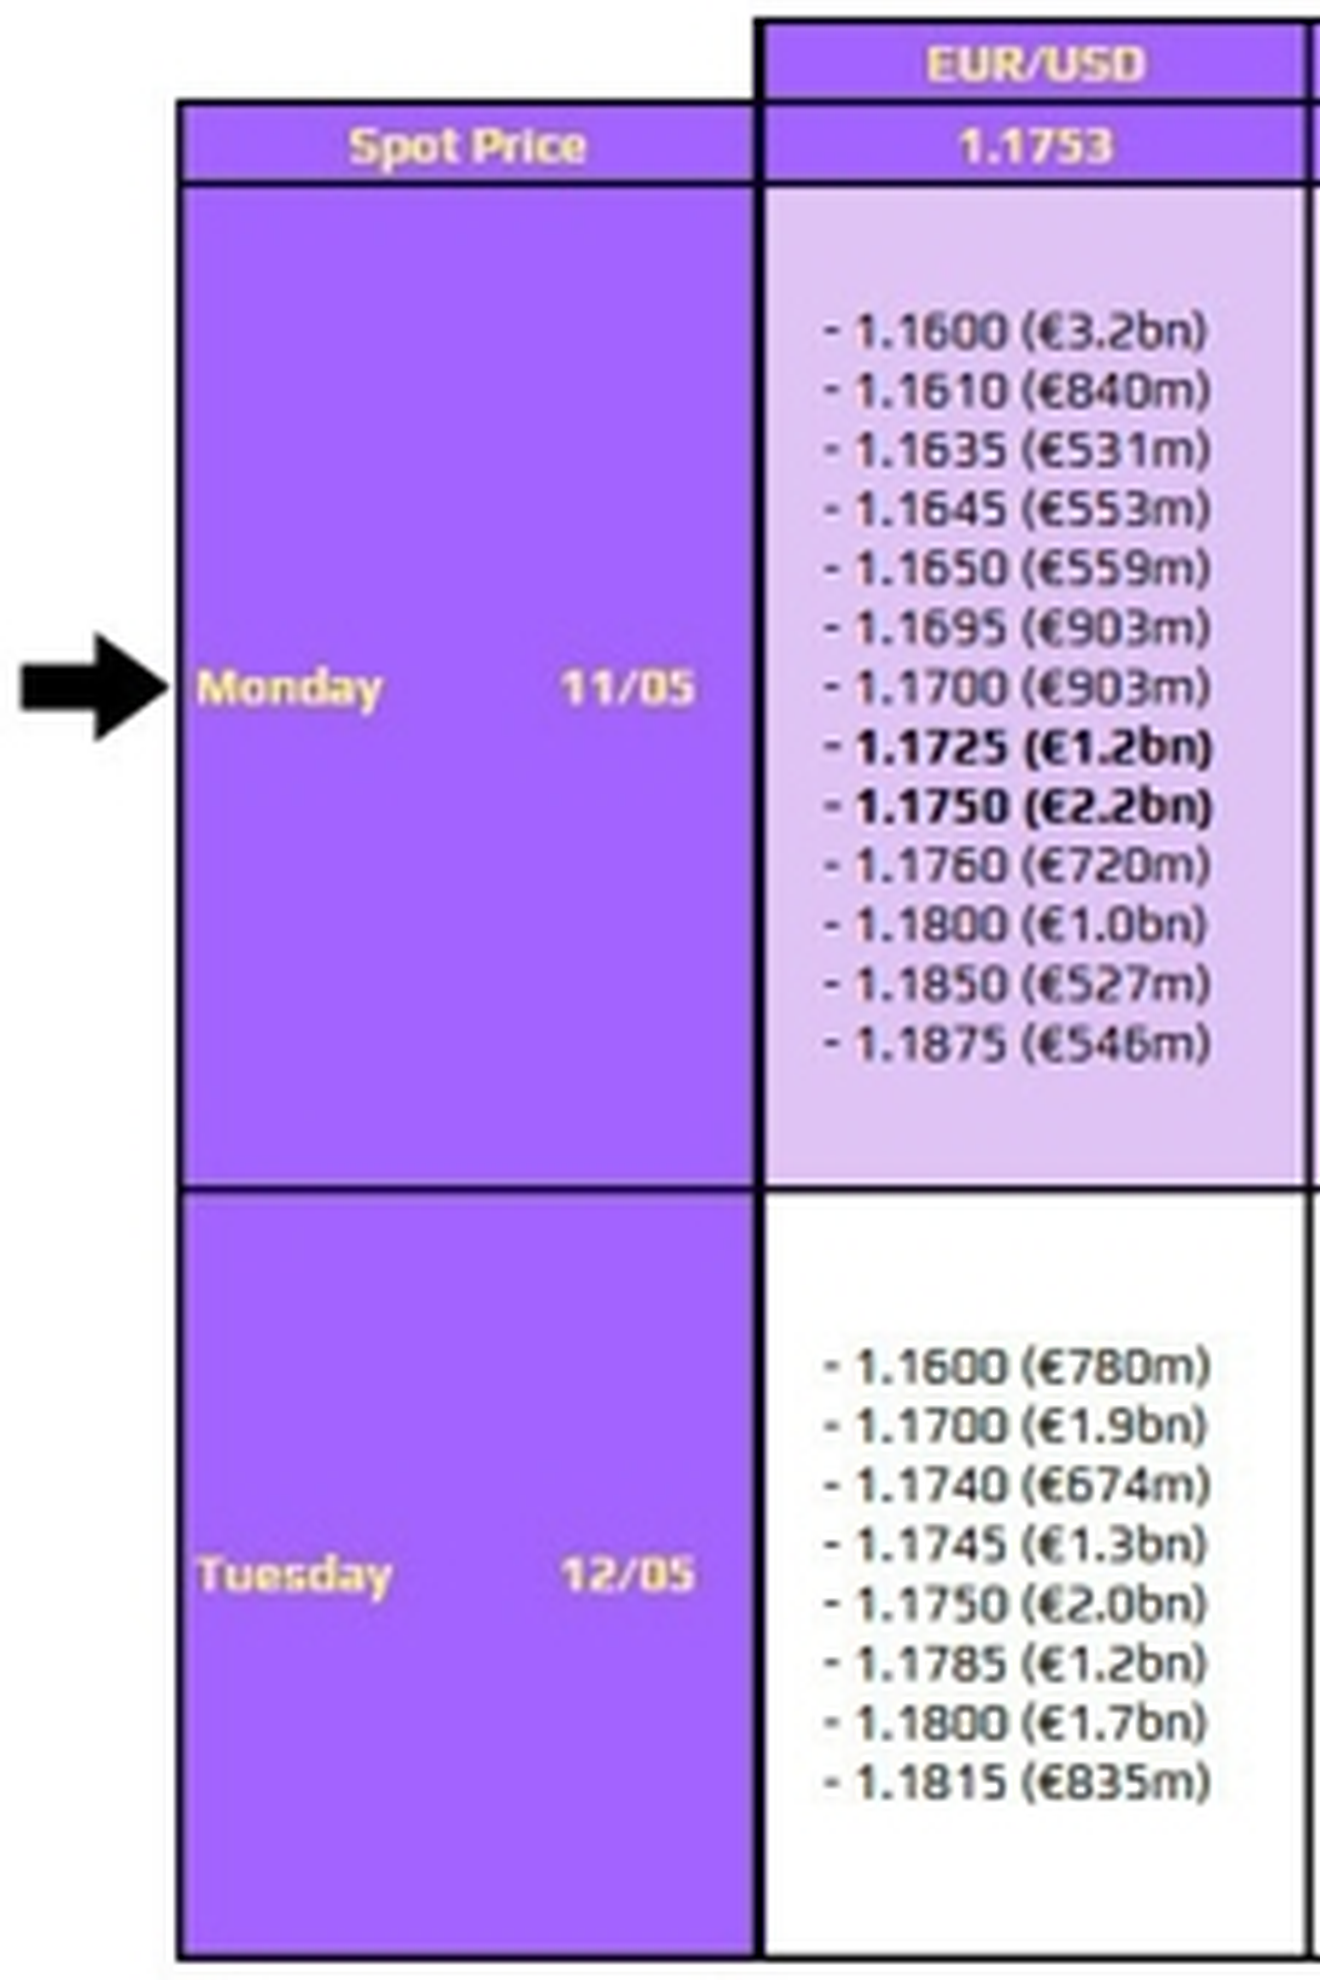 EUR/USD
Spot Price 1.1753
Monday 11/05
- 1.1600 (€3.2bn)
- 1.1610 (€840m)
- 1.1635 (€531m)
- 1.1645 (€553m)
- 1.1650 (€559m)
- 1.1695 (€903m)
- 1.1700 (€903m)
- 1.1725 (€1.2bn)
- 1.1750 (€2.2bn)
- 1.1760 (€720m)
- 1.1800 (€1.0bn)
- 1.1850 (€527m)
- 1.1875 (€546m)
Tuesday 12/05
- 1.1600 (€780m)
- 1.1700 (€1.9bn)
- 1.1740 (€674m)
- 1.1745 (€1.3bn)
- 1.1750 (€2.0bn)
- 1.1785 (€1.2bn)
- 1.1800 (€1.7bn)
- 1.1815 (€835m)